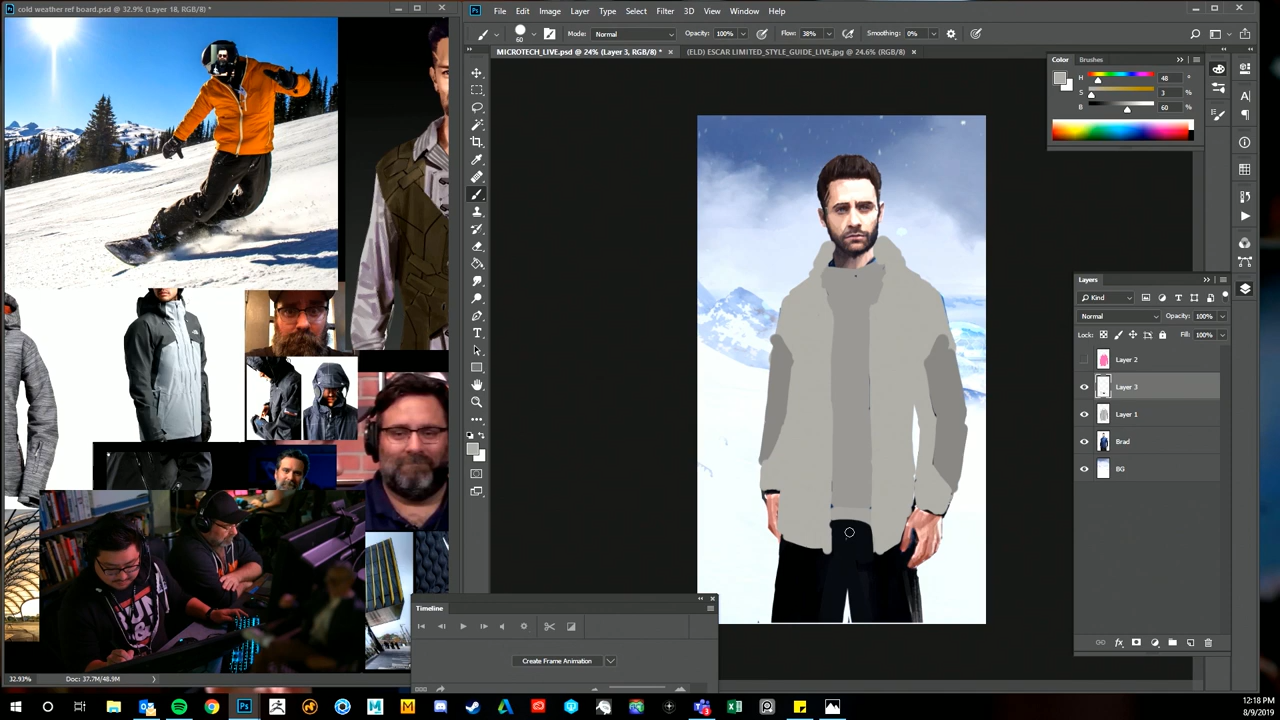 cold weather ref board.psd @ 32.9% (Layer 18, RGB/8) *
File Edit Image Layer Type Select Filter 3D View Window Help
60
Mode: Normal
Opacity: 100%
Flow: 38%
Smoothing: 0%
MICROTECH_LIVE.psd @ 24% (Layer 3, RGB/8) *
(ELD) ESCAR LIMITED_STYLE_GUIDE_LIVE.jpg @ 24.6% (RGB/8)
Color
Brushes
H 48 °
S 3 %
B 60 %
Layers
Kind
Normal
Opacity: 100%
Lock:
Fill: 100%
Layer 2
Layer 3
Layer 1
Brad
BG
Timeline
Create Frame Animation
32.93%
Doc: 37.7M/48.9M
12:18 PM
8/9/2019